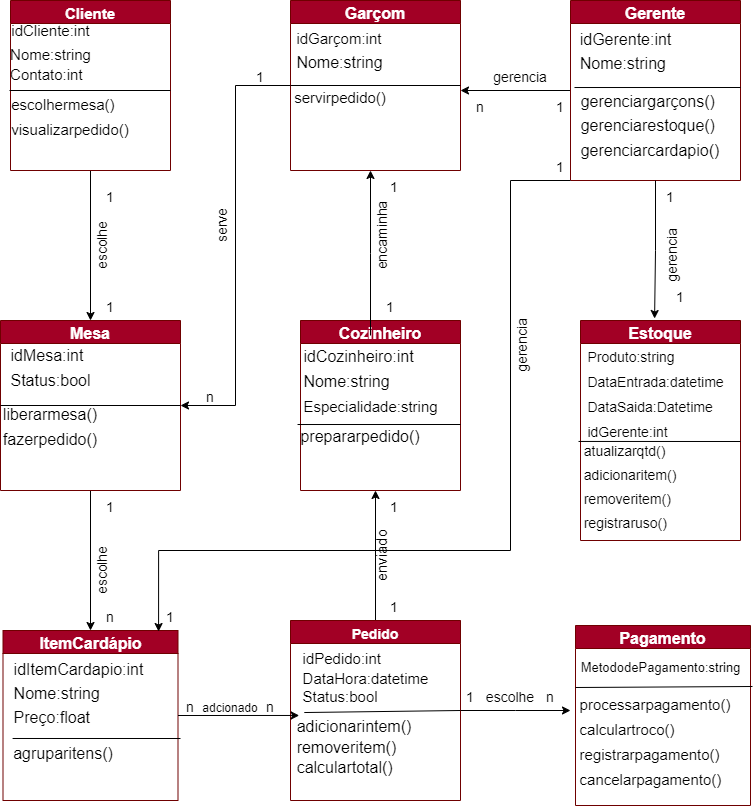 Cliente
idCliente:int
Nome:string
Contato:int
escolhermesa()
visualizarpedido()
Garçom
idGarçom:int
Nome:string
servirpedido()
Gerente
idGerente:int
Nome:string
gerenciargarçons()
gerenciarestoque()
gerenciarcardapio()
1
gerencia
n
1
1
1
1
1
escolhe
serve
encaminha
gerencia
1
1
1
gerencia
Mesa
idMesa:int
Status:bool
liberarmesa()
fazerpedido()
n
Cozinheiro
idCozinheiro:int
Nome:string
Especialidade:string
prepararpedido()
Estoque
Produto:string
DataEntrada:datetime
DataSaida:Datetime
idGerente:int
atualizarqtd()
adicionaritem()
removeritem()
registraruso()
1
1
escolhe
enviado
n
1
1
ItemCardápio
idItemCardapio:int
Nome:string
Preço:float
agruparitens()
n adcionado n
Pedido
idPedido:int
DataHora:datetime
Status:bool
adicionarintem()
removeritem()
calculartotal()
1 escolhe n
Pagamento
MetododePagamento:string
processarpagamento()
calculartroco()
registrarpagamento()
cancelarpagamento()